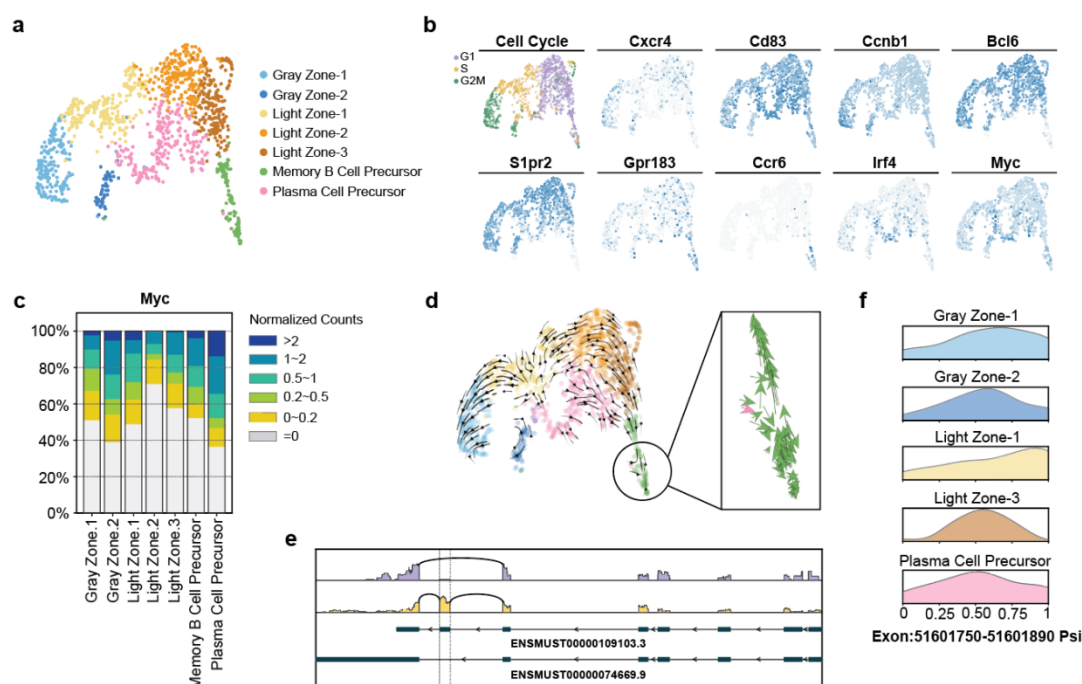 a
Gray Zone-1
Gray Zone-2
Light Zone-1
Light Zone-2
Light Zone-3
Memory B Cell Precursor
Plasma Cell Precursor
b
Cell Cycle
G1
S
G2M
Cxcr4
Cd83
Ccnb1
Bcl6
S1pr2
Gpr183
Ccr6
Irf4
Myc
c
Myc
100%
80%
60%
40%
20%
0%
Gray Zone.1
Gray Zone.2
Light Zone.1
Light Zone.2
Light Zone.3
Memory B Cell Precursor
Plasma Cell Precursor
Normalized Counts
>2
1~2
0.5~1
0.2~0.5
0~0.2
=0
d
e
ENSMUST00000109103.3
ENSMUST00000074669.9
f
Gray Zone-1
Gray Zone-2
Light Zone-1
Light Zone-3
Plasma Cell Precursor
0 0.25 0.50 0.75 1
Exon:51601750-51601890 Psi